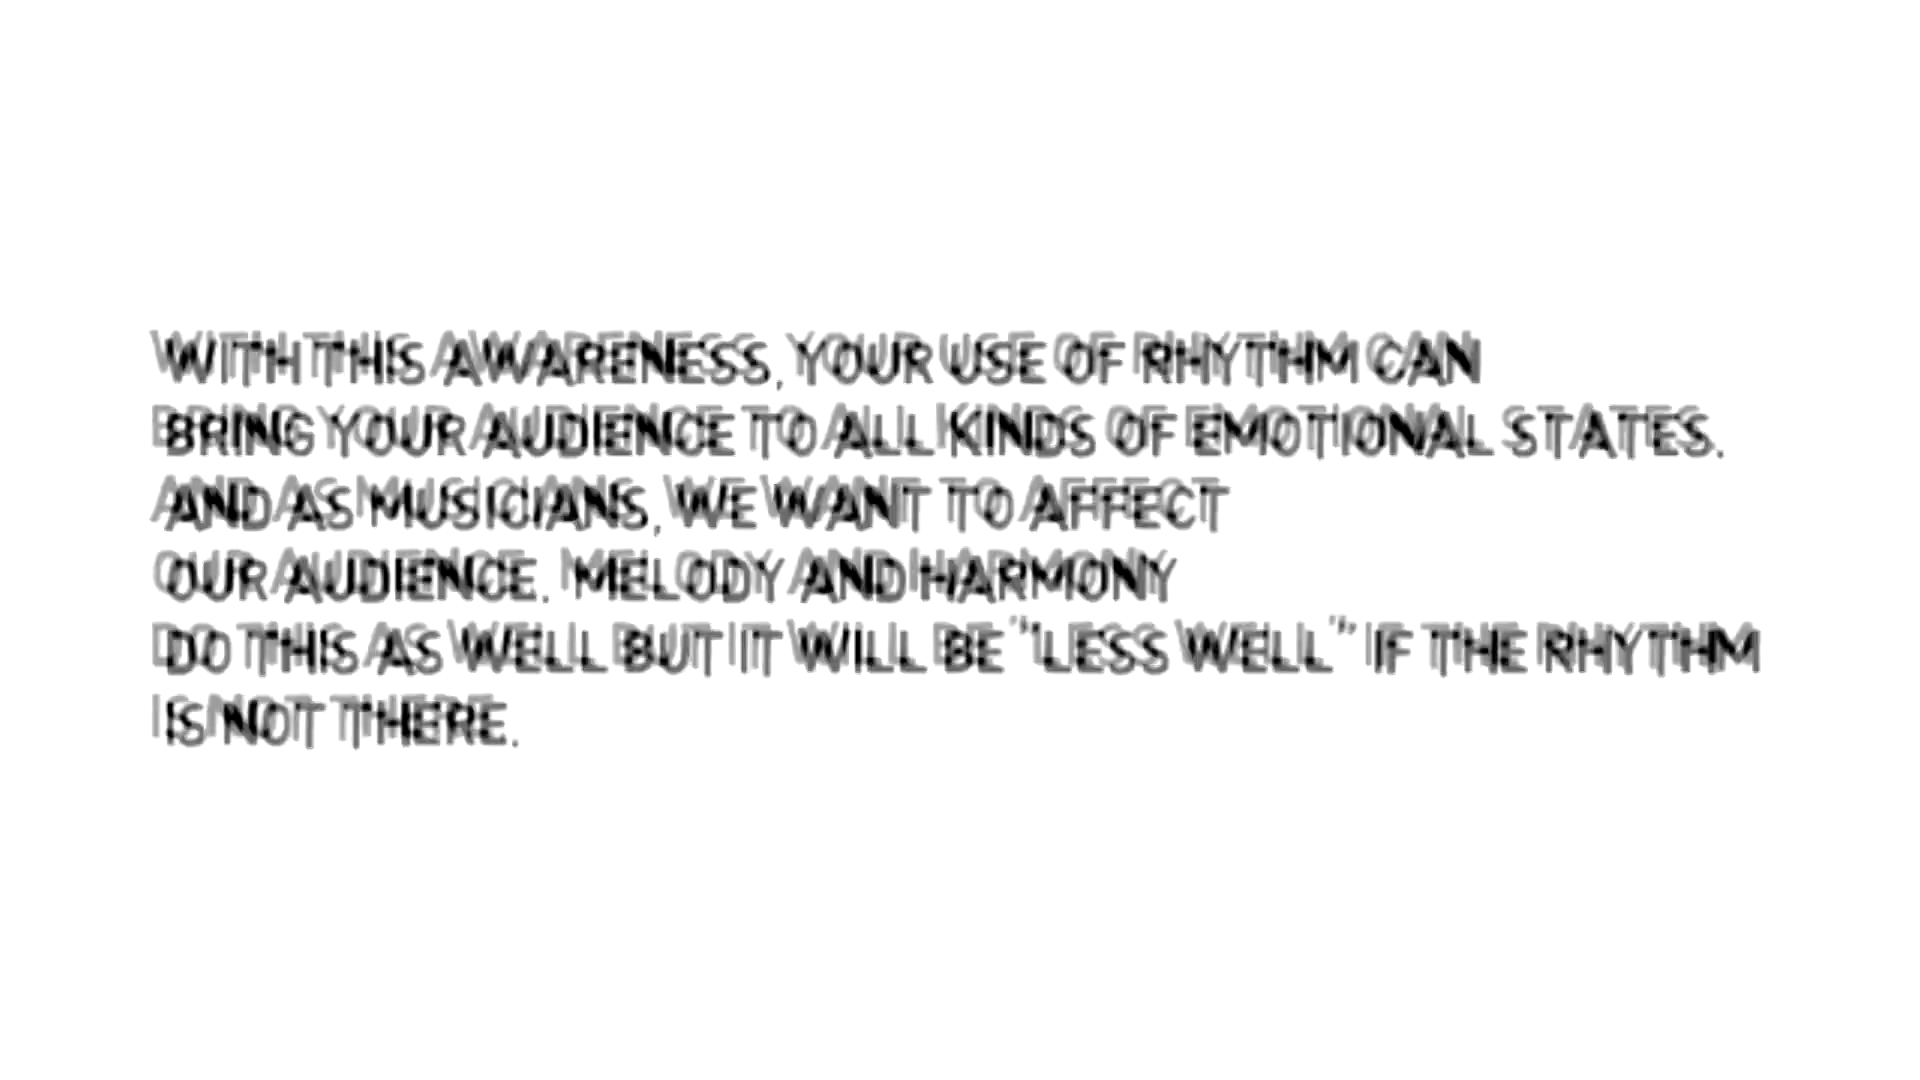 WITH THIS AWARENESS, YOUR USE OF RHYTHM CAN
BRING YOUR AUDIENCE TO ALL KINDS OF EMOTIONAL STATES.
AND AS MUSICIANS, WE WANT TO AFFECT
OUR AUDIENCE. MELODY AND HARMONY
DO THIS AS WELL BUT IT WILL BE "LESS WELL" IF THE RHYTHM
IS NOT THERE.